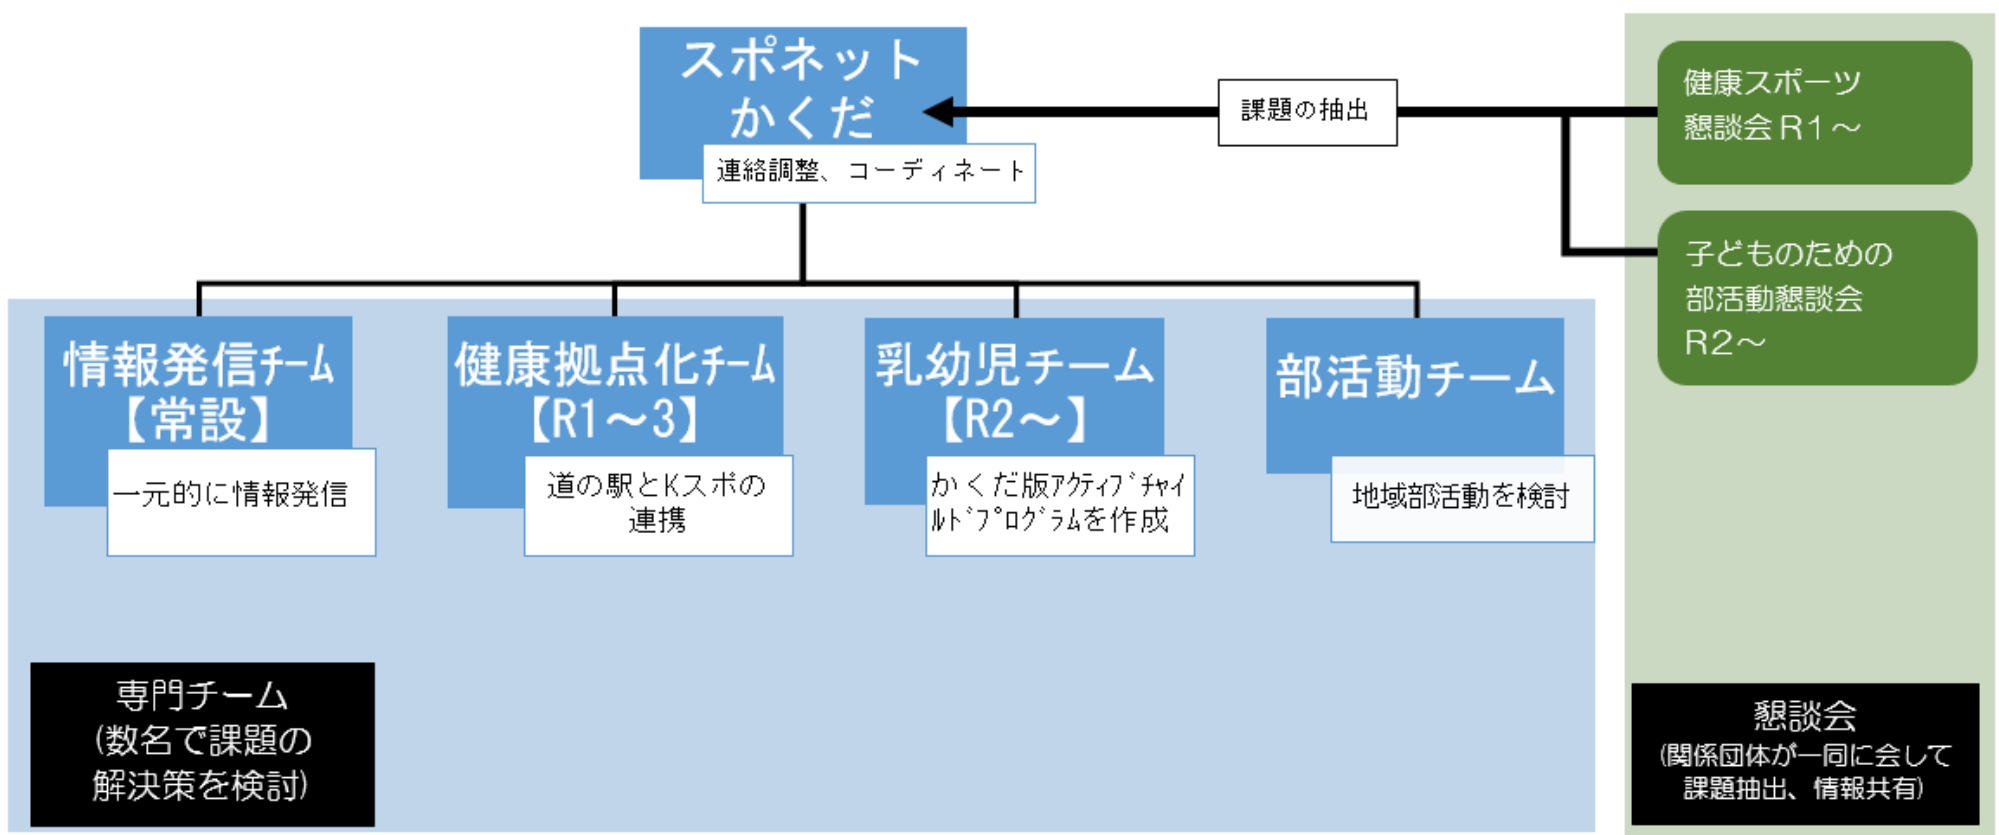 スポネット
かくだ
連絡調整、コーディネート
課題の抽出
健康スポーツ
懇談会R1～
子どものための
部活動懇談会
R2～
情報発信ﾁｰﾑ
【常設】
一元的に情報発信
健康拠点化ﾁｰﾑ
【R1～3】
道の駅とKスポの
連携
乳幼児チーム
【R2～】
かくだ版ｱｸﾃｨﾌﾞﾁｬｲ
ﾙﾄﾞﾌﾟﾛｸﾞﾗﾑを作成
部活動チーム
地域部活動を検討
専門チーム
(数名で課題の
解決策を検討)
懇談会
(関係団体が一同に会して
課題抽出、情報共有)